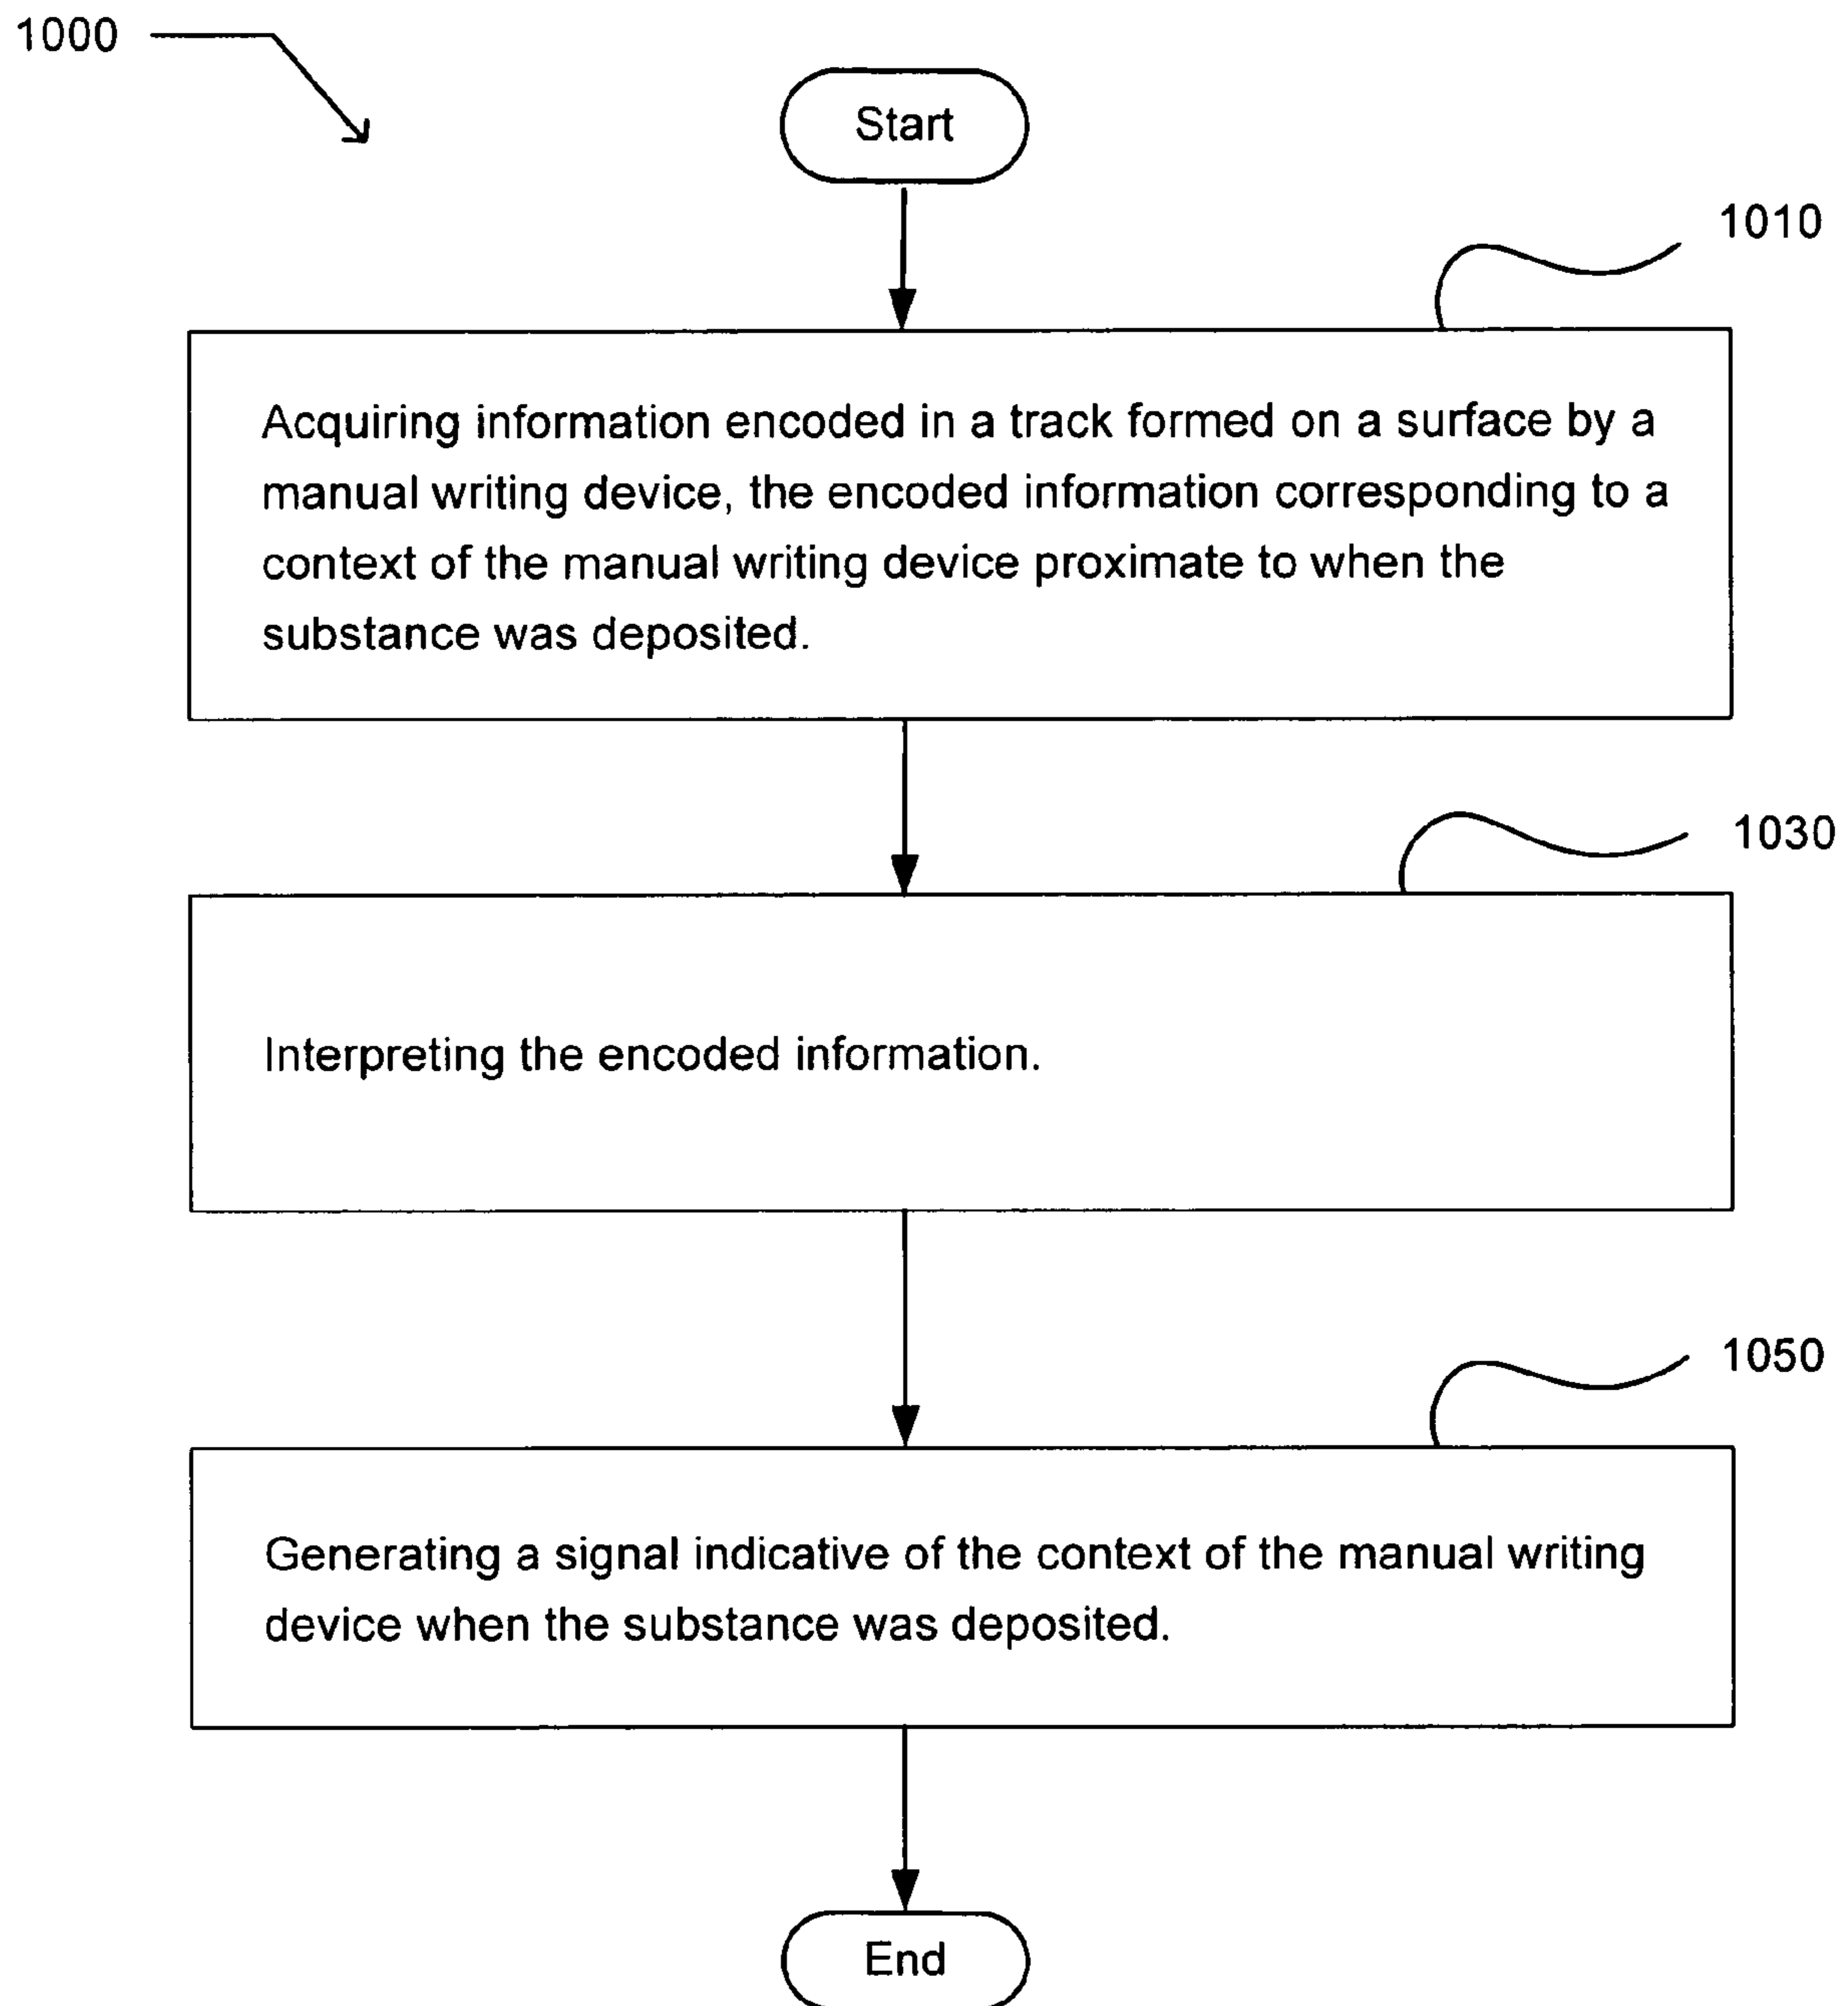 1000
Start
1010
Acquiring information encoded in a track formed on a surface by a
manual writing device, the encoded information corresponding to a
context of the manual writing device proximate to when the
substance was deposited.
1030
Interpreting the encoded information.
1050
Generating a signal indicative of the context of the manual writing
device when the substance was deposited.
End